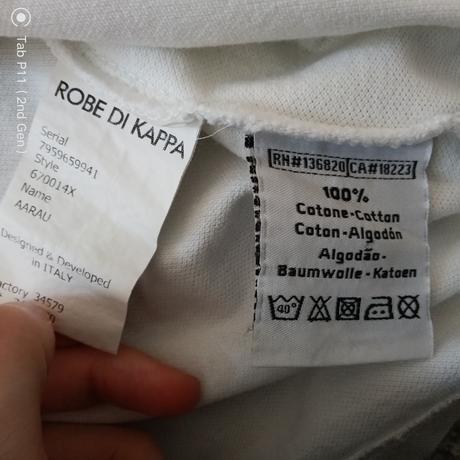 Tab P11 (2nd Gen)
ROBE DI KAPPA
Serial
7959659941
Style
670014X
Name
AARAU
Designed & Developed
in ITALY
Factory 34579
RN#136820 CA#18223
100%
Cotone-Cotton
Coton-Algodón
Algodão-
Baumwolle-Katoen
40°